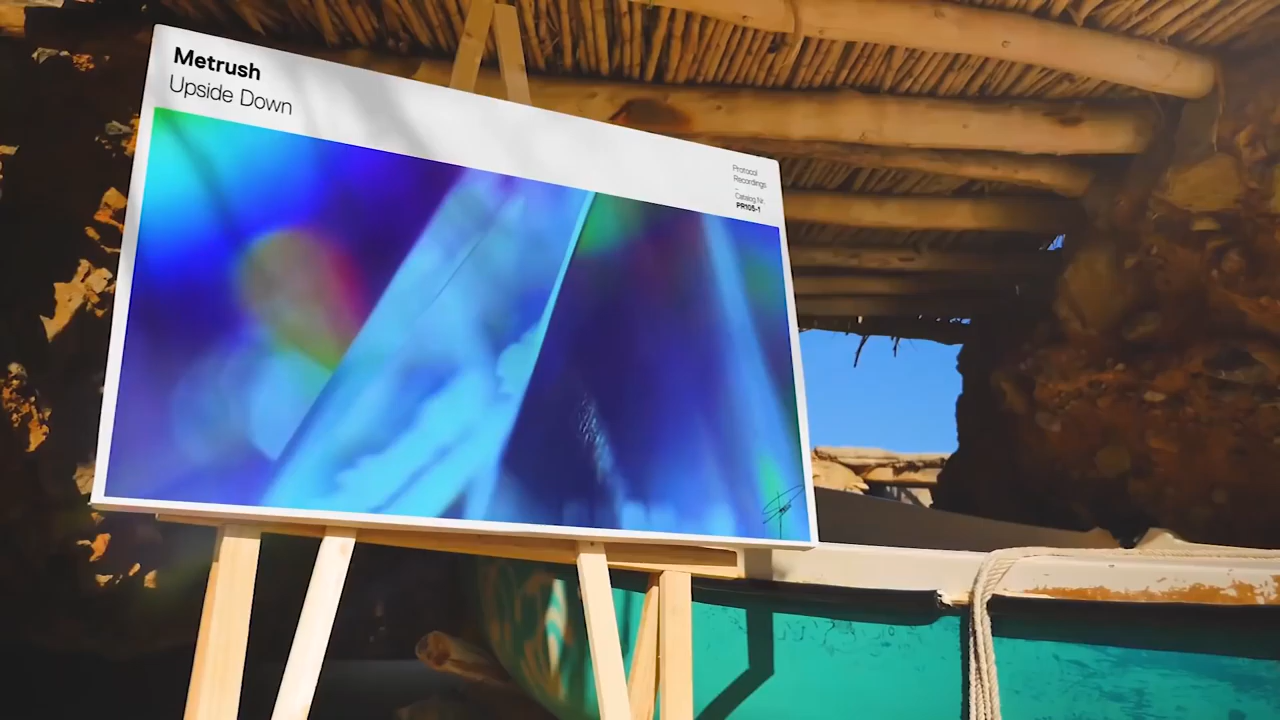 Metrush
Upside Down
Protocol
Recordings
–
Catalog Nr.
PR105-1